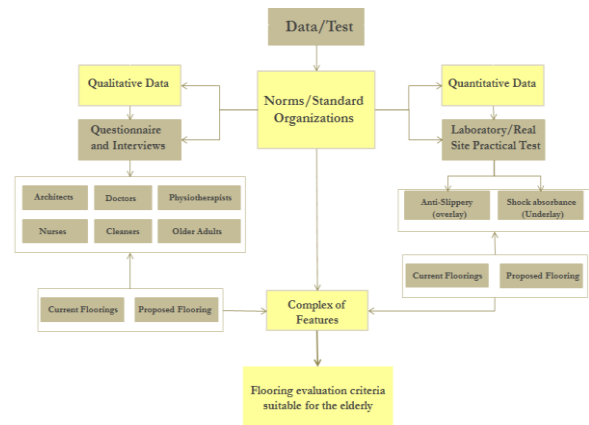 Data/Test
Qualitative Data
Norms/Standard
Organizations
Quantitative Data
Questionnaire
and Interviews
Laboratory/Real
Site Practical Test
Architects
Doctors
Physiotherapists
Nurses
Cleaners
Older Adults
Anti-Slippery
(overlay)
Shock absorbance
(Underlay)
Current Floorings
Proposed Flooring
Current Floorings
Proposed Flooring
Complex of
Features
Flooring evaluation criteria
suitable for the elderly